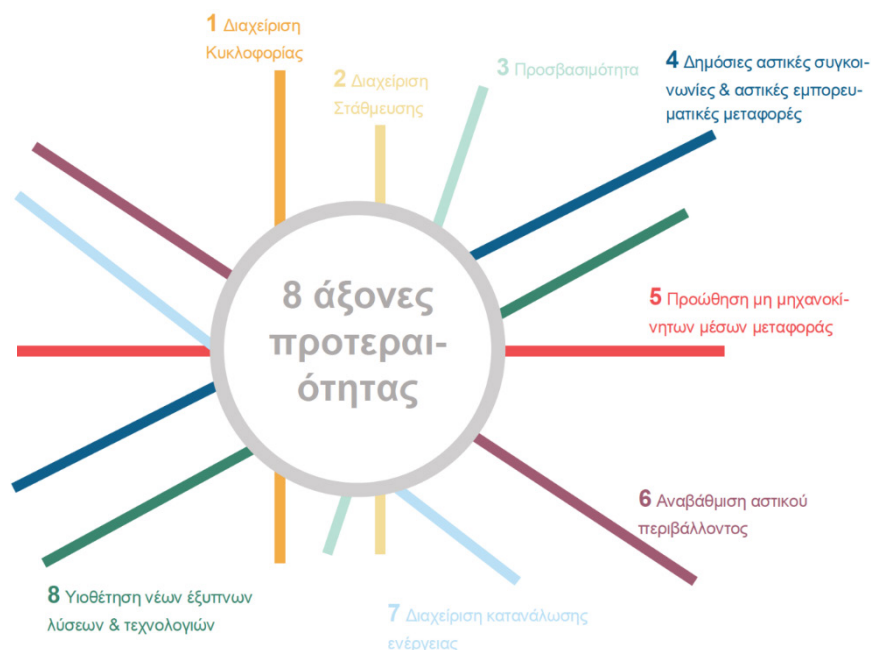 1 Διαχείριση
Κυκλοφορίας
2 Διαχείριση
Στάθμευσης
3 Προσβασιμότητα
4 Δημόσιες αστικές συγκοι-
νωνίες & αστικές εμπορευ-
ματικές μεταφορές
8 άξονες
προτεραι-
ότητας
5 Προώθηση μη μηχανοκί-
νητων μέσων μεταφοράς
6 Αναβάθμιση αστικού
περιβάλλοντος
7 Διαχείριση κατανάλωσης
ενέργειας
8 Υιοθέτηση νέων έξυπνων
λύσεων & τεχνολογιών